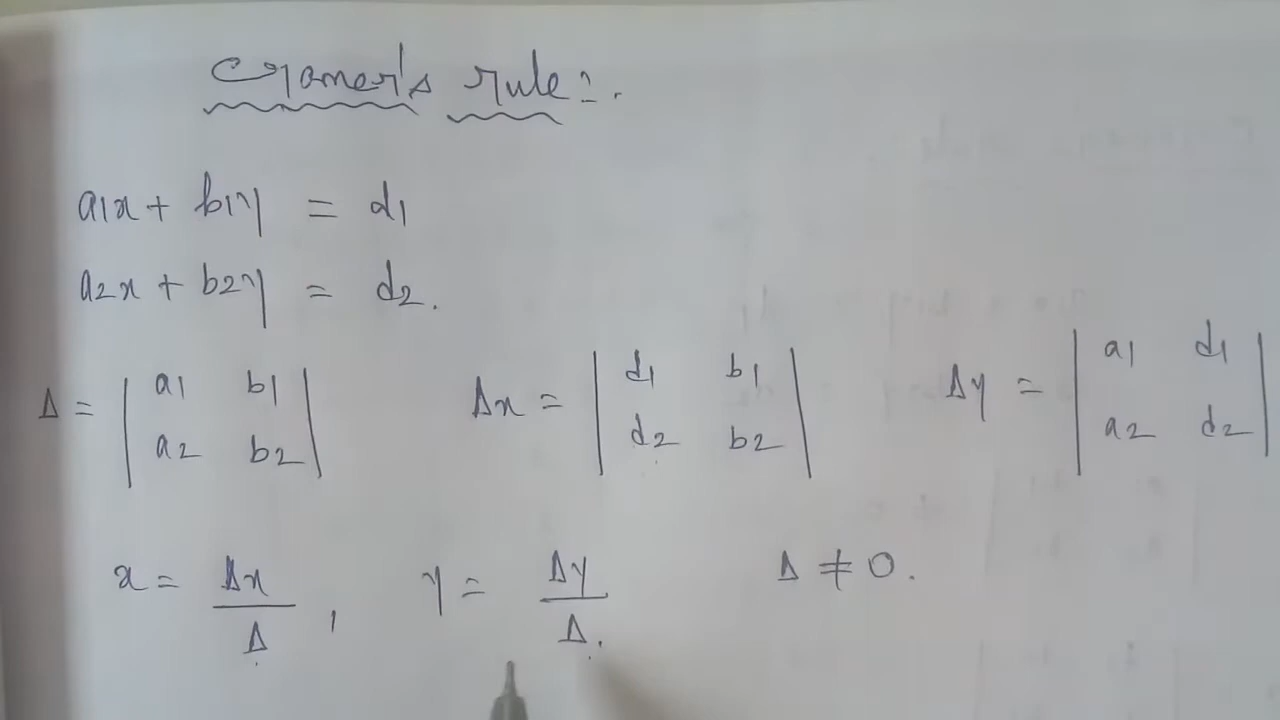 Cramer's rule:-.
a1x + b1y = d1
a2x + b2y = d2.
Δ = | a1 b1 | Δx = | d1 b1 | Δy = | a1 d1 |
| a2 b2 | | d2 b2 | | a2 d2 |
x = Δx / Δ , y = Δy / Δ. Δ ≠ 0.